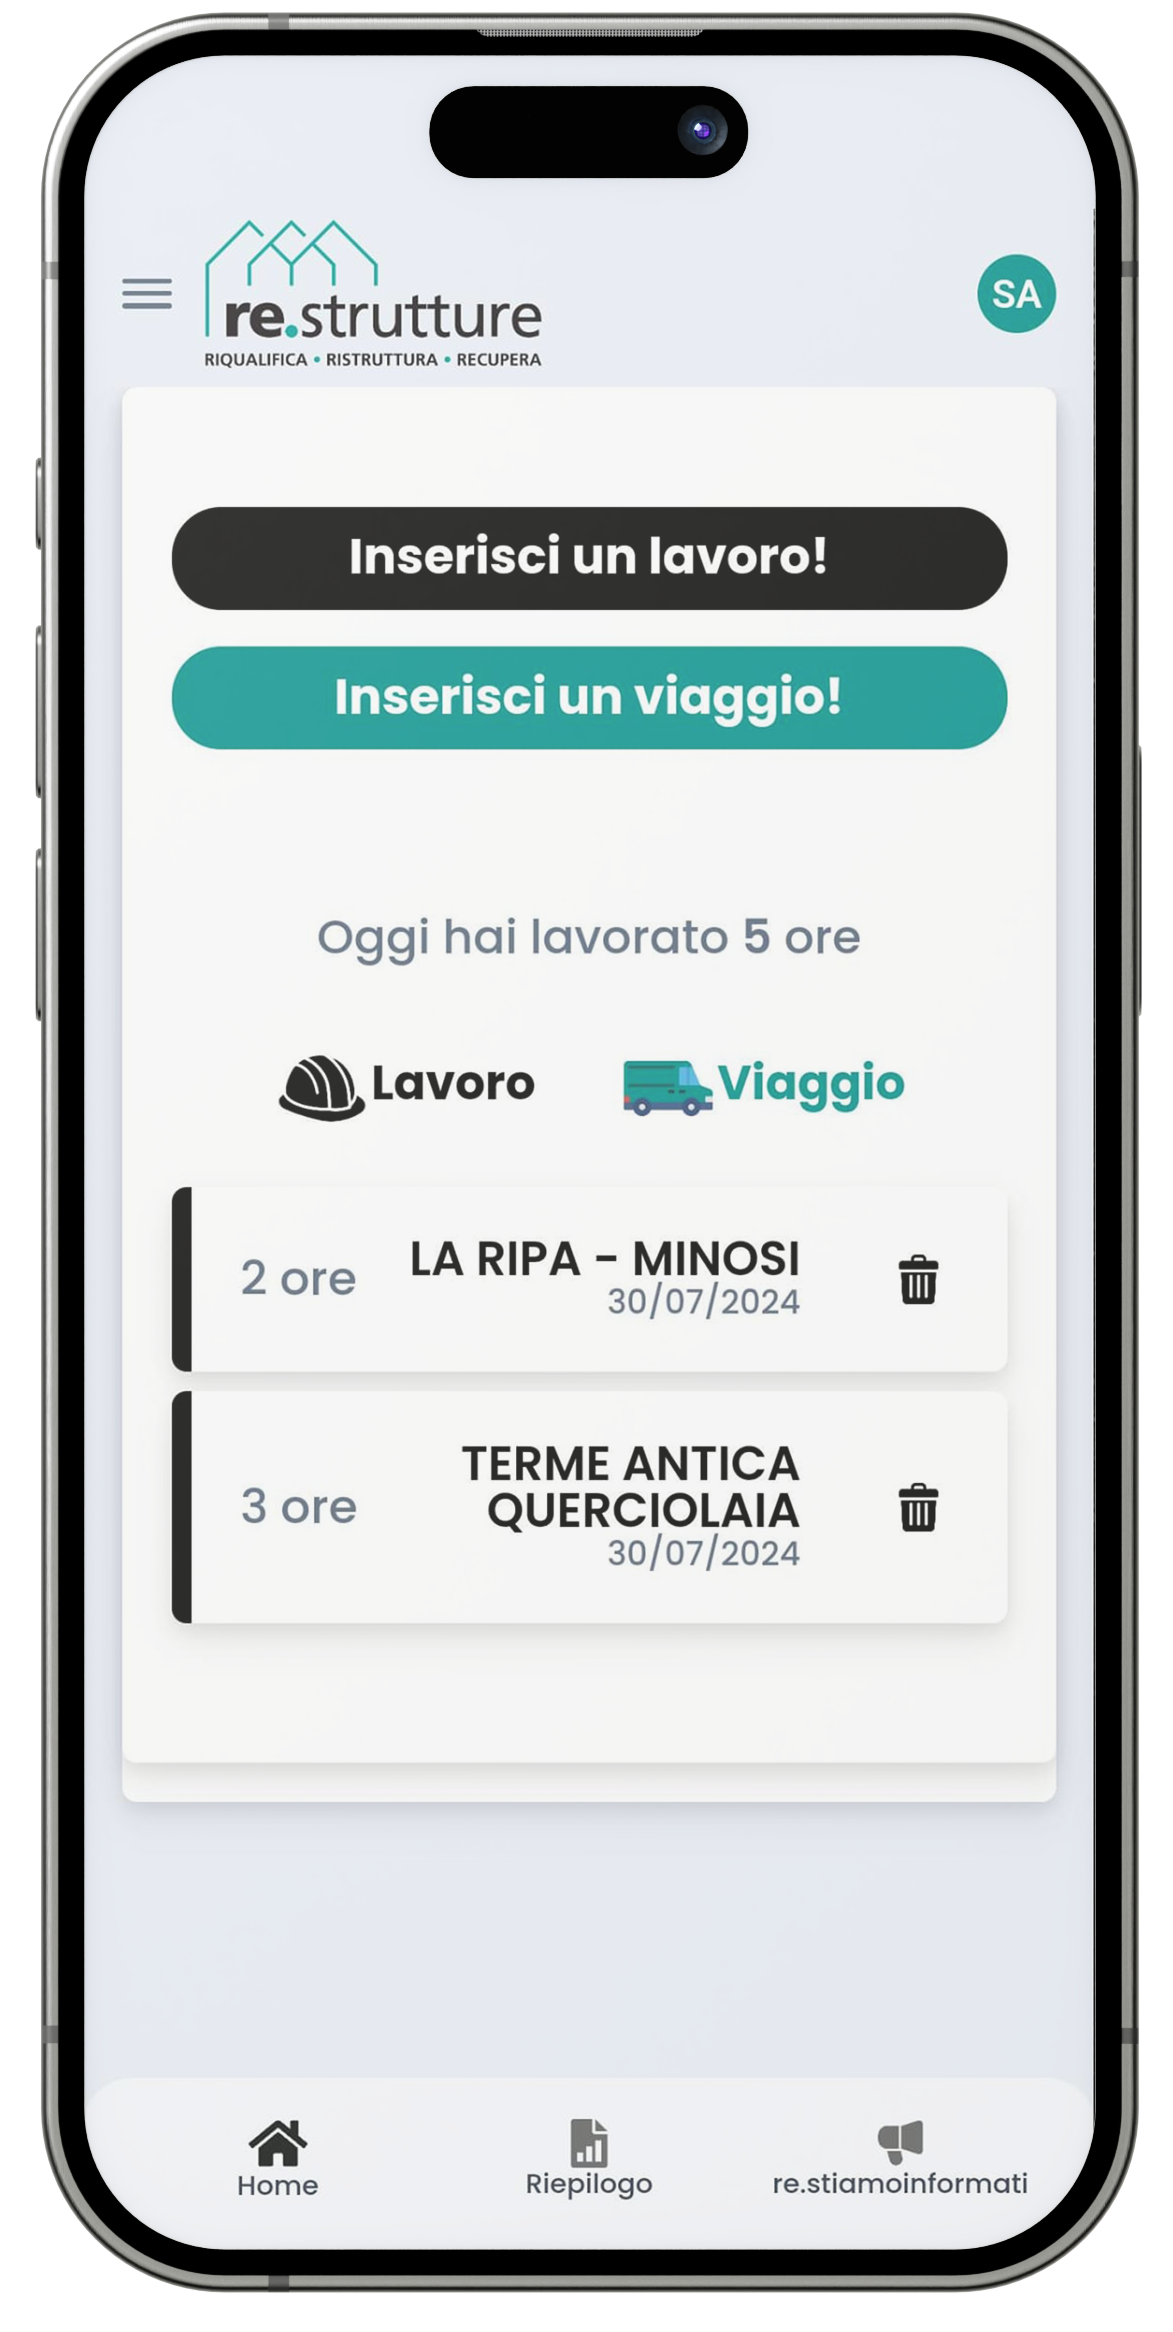 re.strutture
RIQUALIFICA • RISTRUTTURA • RECUPERA
SA
Inserisci un lavoro!
Inserisci un viaggio!
Oggi hai lavorato 5 ore
Lavoro
Viaggio
2 ore
LA RIPA - MINOSI
30/07/2024
3 ore
TERME ANTICA
QUERCIOLAIA
30/07/2024
Home
Riepilogo
re.stiamoinformati